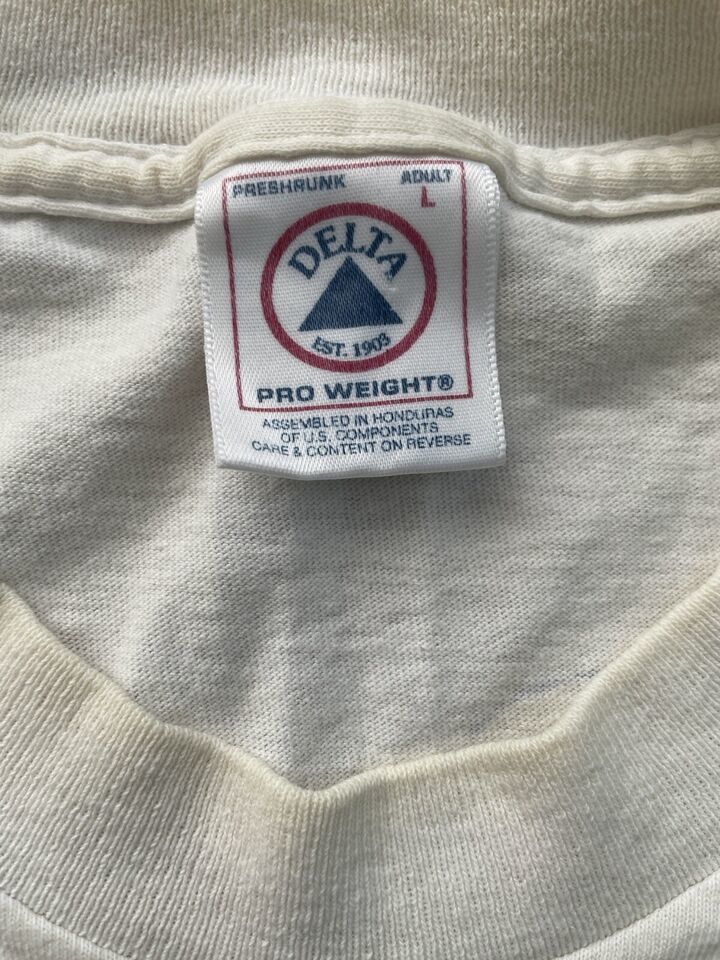 PRESHRUNK ADULT
L
DELTA
EST. 1903
PRO WEIGHT®
ASSEMBLED IN HONDURAS
OF U.S. COMPONENTS
CARE & CONTENT ON REVERSE